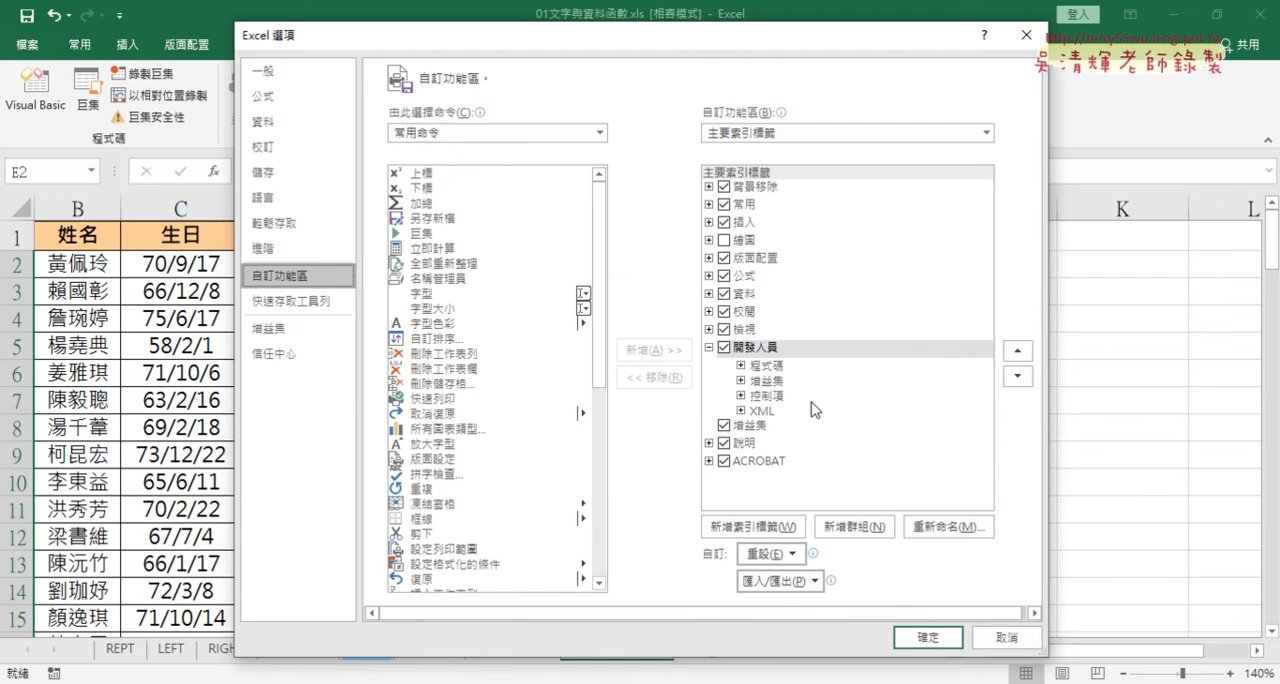 01文字與資料函數.xls [相容模式] - Excel
登入
檔案 常用 插入 版面配置
共用
http://terry55wu.blogspot.tw
吳清輝老師錄製
Visual Basic
巨集
錄製巨集
以相對位置錄製
巨集安全性
程式碼
E2
fx
B C K L
1 姓名 生日
2 黃佩玲 70/9/17
3 賴國彰 66/12/8
4 詹琬婷 75/6/17
5 楊堯典 58/2/1
6 姜雅琪 71/10/6
7 陳毅聰 63/2/16
8 湯千葦 69/2/18
9 柯昆宏 73/12/22
10 李東益 65/6/11
11 洪秀芳 70/2/22
12 梁書維 67/7/4
13 陳沅竹 66/1/17
14 劉珈妤 72/3/8
15 顏逸琪 71/10/14
REPT LEFT RIGH
就緒
140%
Excel 選項
?
一般
公式
資料
校訂
儲存
語言
輕鬆存取
進階
自訂功能區
快速存取工具列
增益集
信任中心
自訂功能區。
由此選擇命令(C):
常用命令
上標
下標
加總
另存新檔
巨集
立即計算
全部重新整理
名稱管理員
字型
字型大小
字型色彩
自訂排序...
刪除工作表列
刪除工作表欄
刪除儲存格...
快速列印
取消復原
所有圖表類型...
放大字型
版面設定
拼字檢查...
重複
凍結窗格
框線
剪下
設定列印範圍
設定格式化的條件
復原
新增(A) >>
<< 移除(R)
自訂功能區(B):
主要索引標籤
主要索引標籤
背景移除
常用
插入
繪圖
版面配置
公式
資料
校閱
檢視
開發人員
程式碼
增益集
控制項
XML
增益集
說明
ACROBAT
新增索引標籤(W) 新增群組(N) 重新命名(M)...
自訂: 重設(E)
匯入/匯出(P)
確定 取消